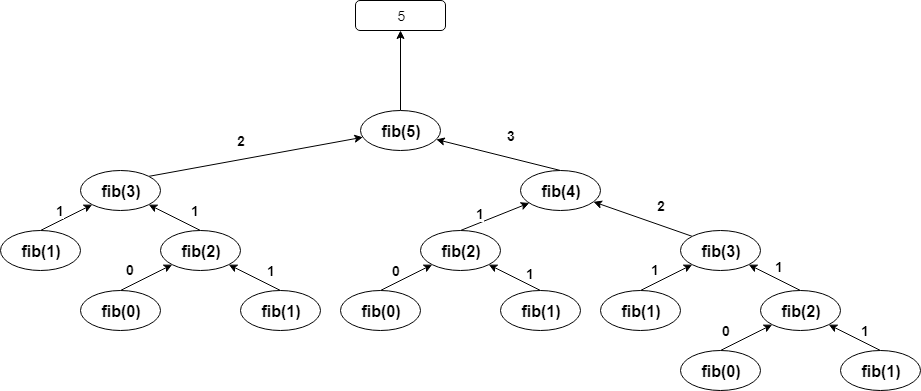 5
fib(5)
2
3
fib(3)
fib(4)
1
1
1
2
fib(1)
fib(2)
fib(2)
fib(3)
0
1
0
1
1
1
fib(0)
fib(1)
fib(0)
fib(1)
fib(1)
fib(2)
0
1
fib(0)
fib(1)